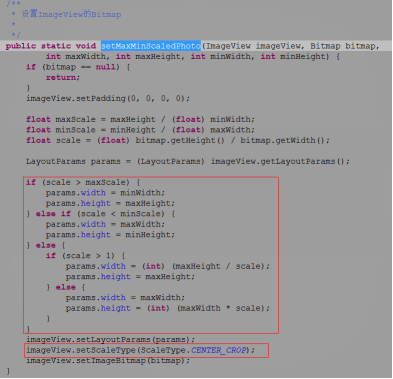 /**
* 设置ImageView的Bitmap
*
*/
public static void setMaxMinScaledPhoto(ImageView imageView, Bitmap bitmap,
int maxWidth, int maxHeight, int minWidth, int minHeight) {
if (bitmap == null) {
return;
}
imageView.setPadding(0, 0, 0, 0);
float maxScale = maxHeight / (float) minWidth;
float minScale = minHeight / (float) maxWidth;
float scale = (float) bitmap.getHeight() / bitmap.getWidth();
LayoutParams params = (LayoutParams) imageView.getLayoutParams();
if (scale > maxScale) {
params.width = minWidth;
params.height = maxHeight;
} else if (scale < minScale) {
params.width = maxWidth;
params.height = minHeight;
} else {
if (scale > 1) {
params.width = (int) (maxHeight / scale);
params.height = maxHeight;
} else {
params.width = maxWidth;
params.height = (int) (maxWidth * scale);
}
}
imageView.setLayoutParams(params);
imageView.setScaleType(ScaleType.CENTER_CROP);
imageView.setImageBitmap(bitmap);
}